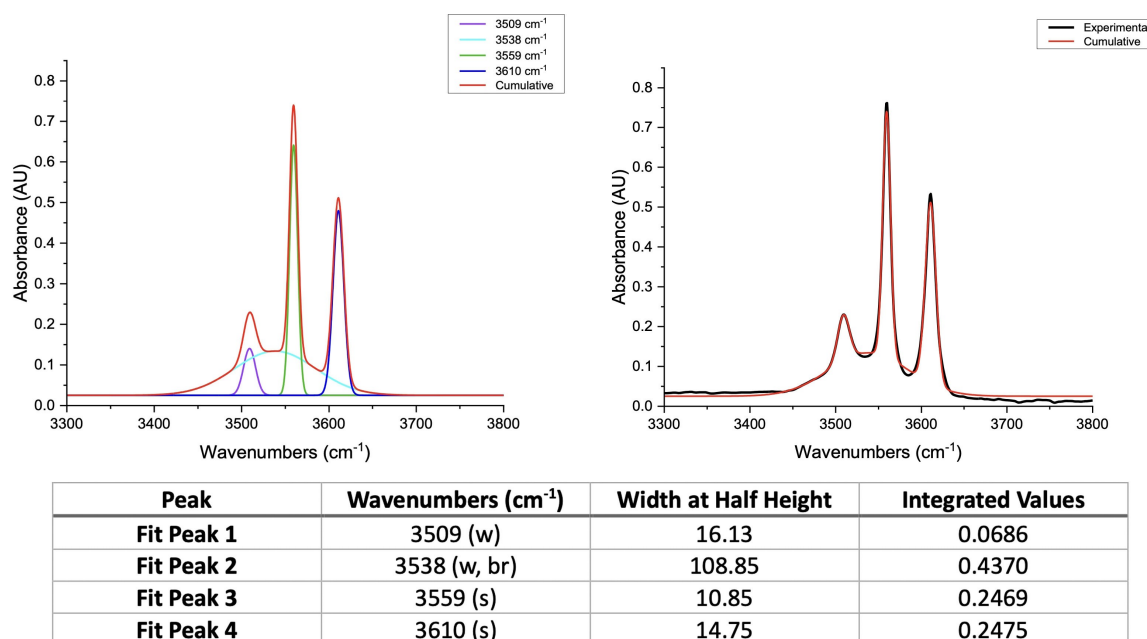 3509 cm-1
3538 cm-1
3559 cm-1
3610 cm-1
Cumulative
Absorbance (AU)
0.8
0.7
0.6
0.5
0.4
0.3
0.2
0.1
0.0
3300 3400 3500 3600 3700 3800
Wavenumbers (cm-1)
Experimenta
Cumulative
Absorbance (AU)
0.8
0.7
0.6
0.5
0.4
0.3
0.2
0.1
0.0
3300 3400 3500 3600 3700 3800
Wavenumbers (cm-1)
Peak Wavenumbers (cm-1) Width at Half Height Integrated Values
Fit Peak 1 3509 (w) 16.13 0.0686
Fit Peak 2 3538 (w, br) 108.85 0.4370
Fit Peak 3 3559 (s) 10.85 0.2469
Fit Peak 4 3610 (s) 14.75 0.2475